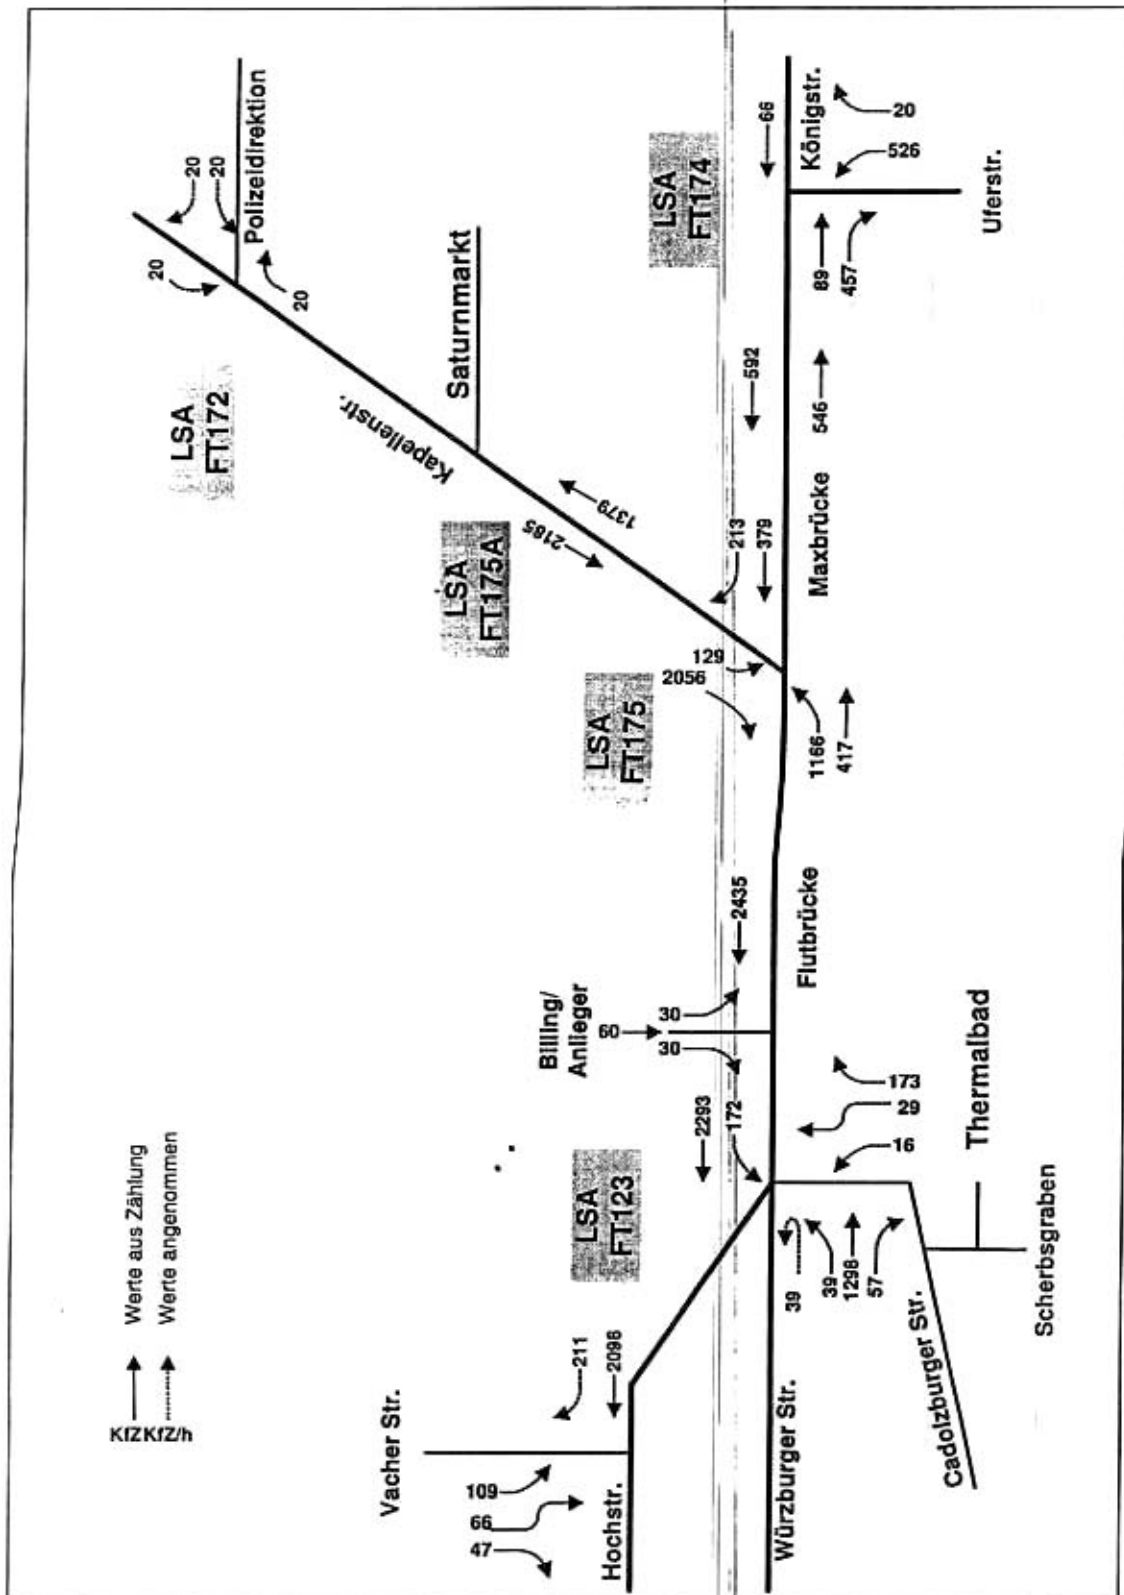 KfZ Werte aus Zählung
KfZ/h Werte angenommen
20
20
20
20
Polizeidirektion
LSA
FT172
Kapellenstr.
Saturnmarkt
1379
2185
LSA
FT175A
LSA
FT174
66
Königstr.
20
526
Uferstr.
89
457
592
546
Maxbrücke
213
379
129
2056
LSA
FT175
1166
417
2435
Flutbrücke
Billing/
Anlieger
60
30
30
2293
172
LSA
FT123
173
29
16
Thermalbad
Scherbsgraben
39
39
1298
57
Cadolzburger Str.
Würzburger Str.
211
2098
Vacher Str.
109
66
47
Hochstr.